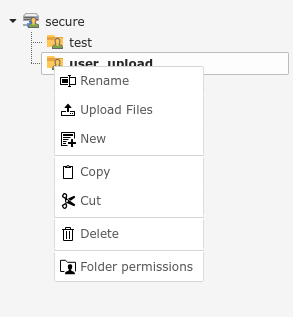 secure
test
user_upload
Rename
Upload Files
New
Copy
Cut
Delete
Folder permissions